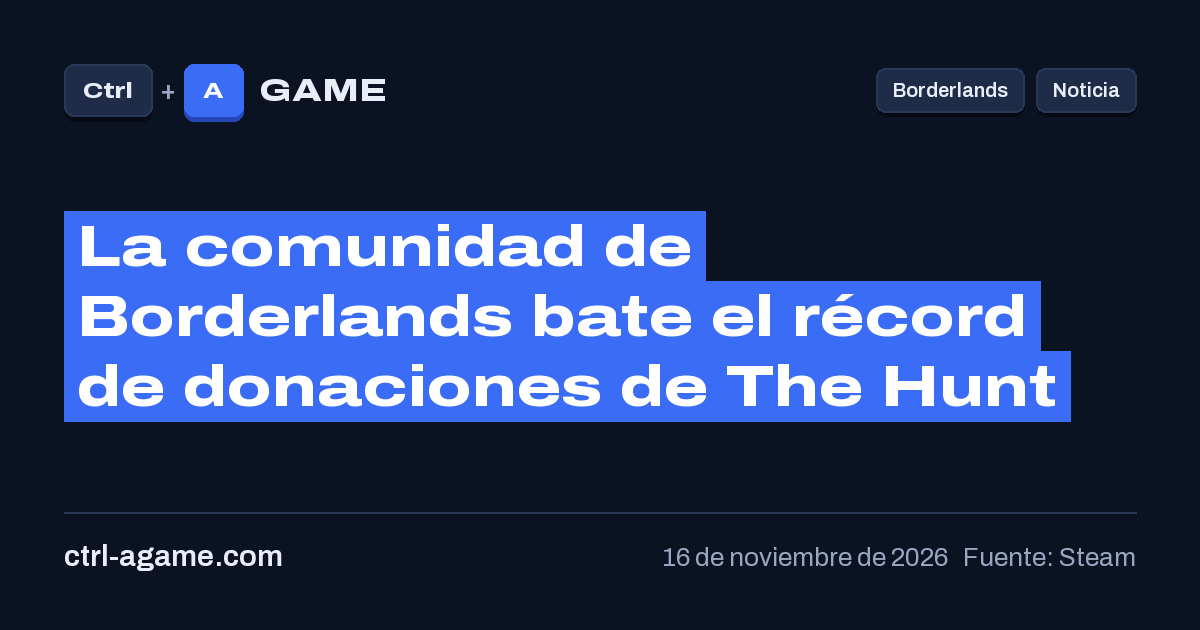 Ctrl + A GAME
Borderlands Noticia
La comunidad de
Borderlands bate el récord
de donaciones de The Hunt
ctrl-agame.com
16 de noviembre de 2026 Fuente: Steam